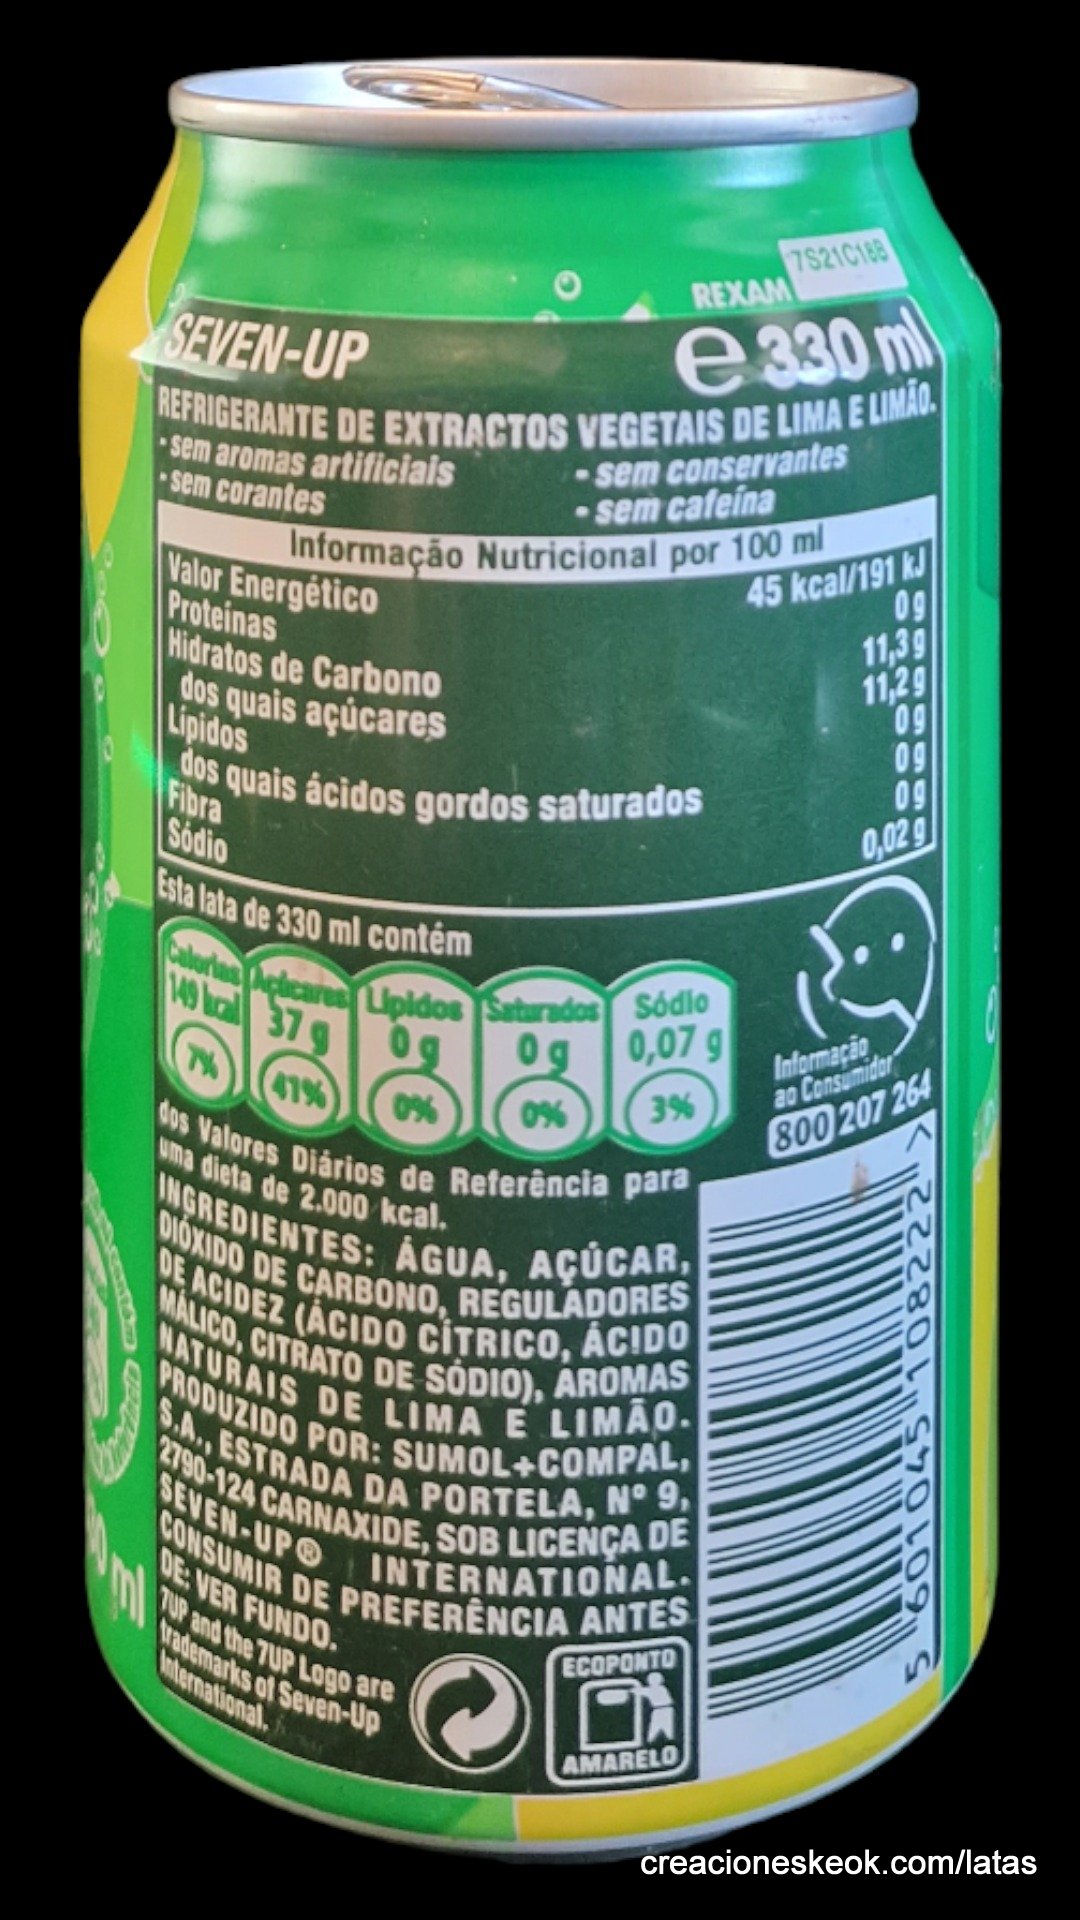 7S21C18B
REXAM
SEVEN-UP
e 330 ml
REFRIGERANTE DE EXTRACTOS VEGETAIS DE LIMA E LIMÃO.
- sem aromas artificiais
- sem conservantes
- sem corantes
- sem cafeína
Informação Nutricional por 100 ml
Valor Energético 45 kcal/191 kJ
Proteínas 0 g
Hidratos de Carbono 11,3 g
dos quais açúcares 11,2 g
Lípidos 0 g
dos quais ácidos gordos saturados 0 g
Fibra 0 g
Sódio 0,02 g
Esta lata de 330 ml contém
Calorias Açúcares Lípidos Saturados Sódio
149 kcal 37 g 0 g 0 g 0,07 g
7% 41% 0% 0% 3%
Informação
ao Consumidor
800 207 264
dos Valores Diários de Referência para
uma dieta de 2.000 kcal.
INGREDIENTES: ÁGUA, AÇÚCAR,
DIÓXIDO DE CARBONO, REGULADORES
DE ACIDEZ (ÁCIDO CÍTRICO, ÁCIDO
MÁLICO, CITRATO DE SÓDIO), AROMAS
NATURAIS DE LIMA E LIMÃO.
PRODUZIDO POR: SUMOL+COMPAL,
S.A., ESTRADA DA PORTELA, Nº 9,
2790-124 CARNAXIDE, SOB LICENÇA DE
SEVEN-UP® INTERNATIONAL.
CONSUMIR DE PREFERÊNCIA ANTES
DE: VER FUNDO.
7UP and the 7UP Logo are
trademarks of Seven-Up
International.
ECOPONTO
AMARELO
5 601045 108222 >
ml
creacioneskeok.com/latas